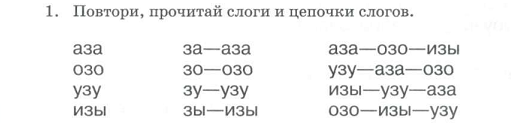 1. Повтори, прочитай слоги и цепочки слогов.
аза за—аза аза—озо—изы
озо зо—озо узу—аза—озо
узу зу—узу изы—узу—аза
изы зы—изы озо—изы—узу